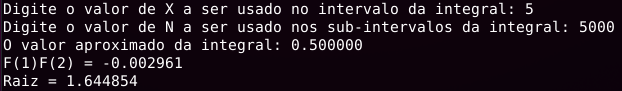 Digite o valor de X a ser usado no intervalo da integral: 5
Digite o valor de N a ser usado nos sub-intervalos da integral: 5000
O valor aproximado da integral: 0.500000
F(1)F(2) = -0.002961
Raiz = 1.644854